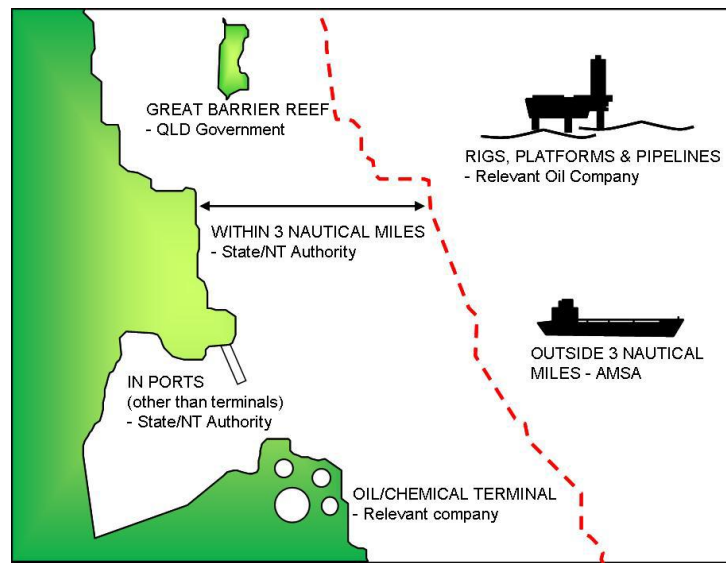 GREAT BARRIER REEF
- QLD Government
RIGS, PLATFORMS & PIPELINES
- Relevant Oil Company
WITHIN 3 NAUTICAL MILES
- State/NT Authority
OUTSIDE 3 NAUTICAL
MILES - AMSA
IN PORTS
(other than terminals)
- State/NT Authority
OIL/CHEMICAL TERMINAL
- Relevant company